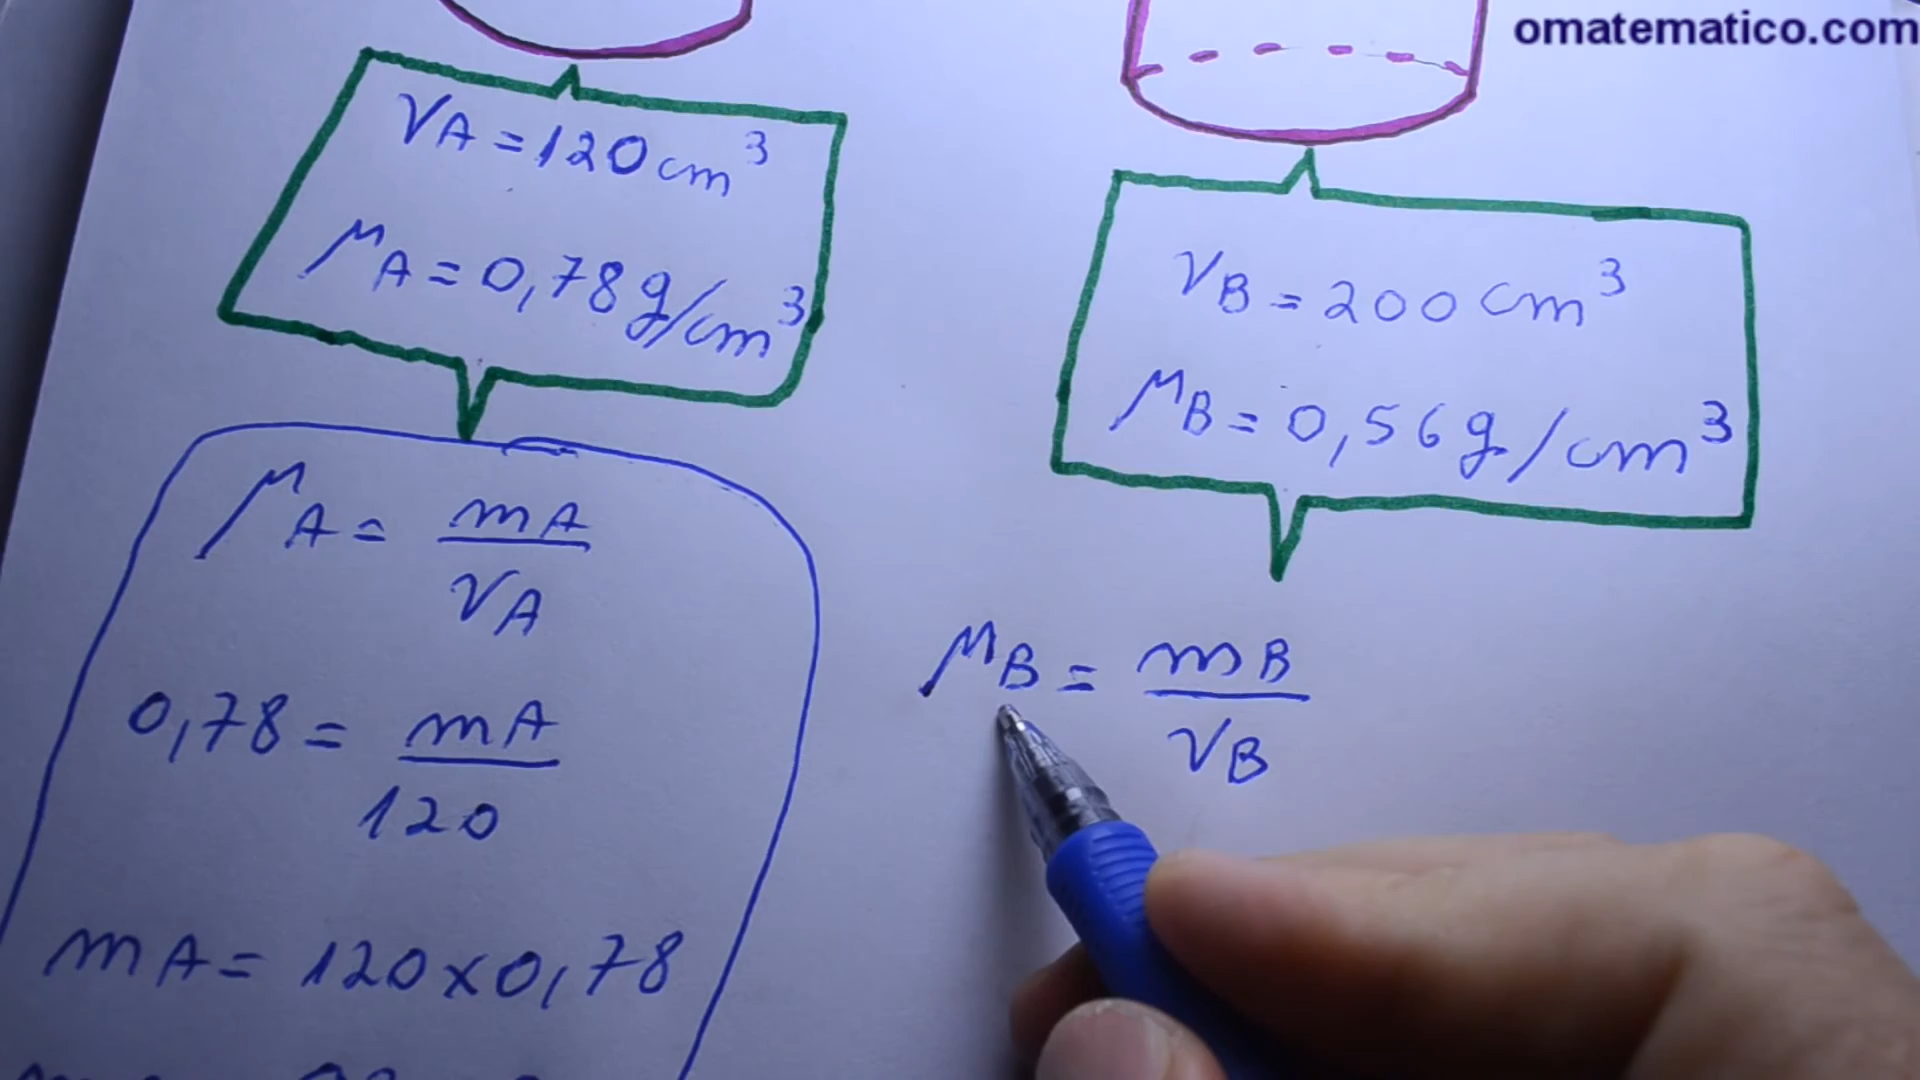 omatematico.com
VA = 120 cm³
μA = 0,78 g/cm³
VB = 200 cm³
μB = 0,56 g/cm³
μA = mA / VA
0,78 = mA / 120
mA = 120 x 0,78
μB = mB / VB